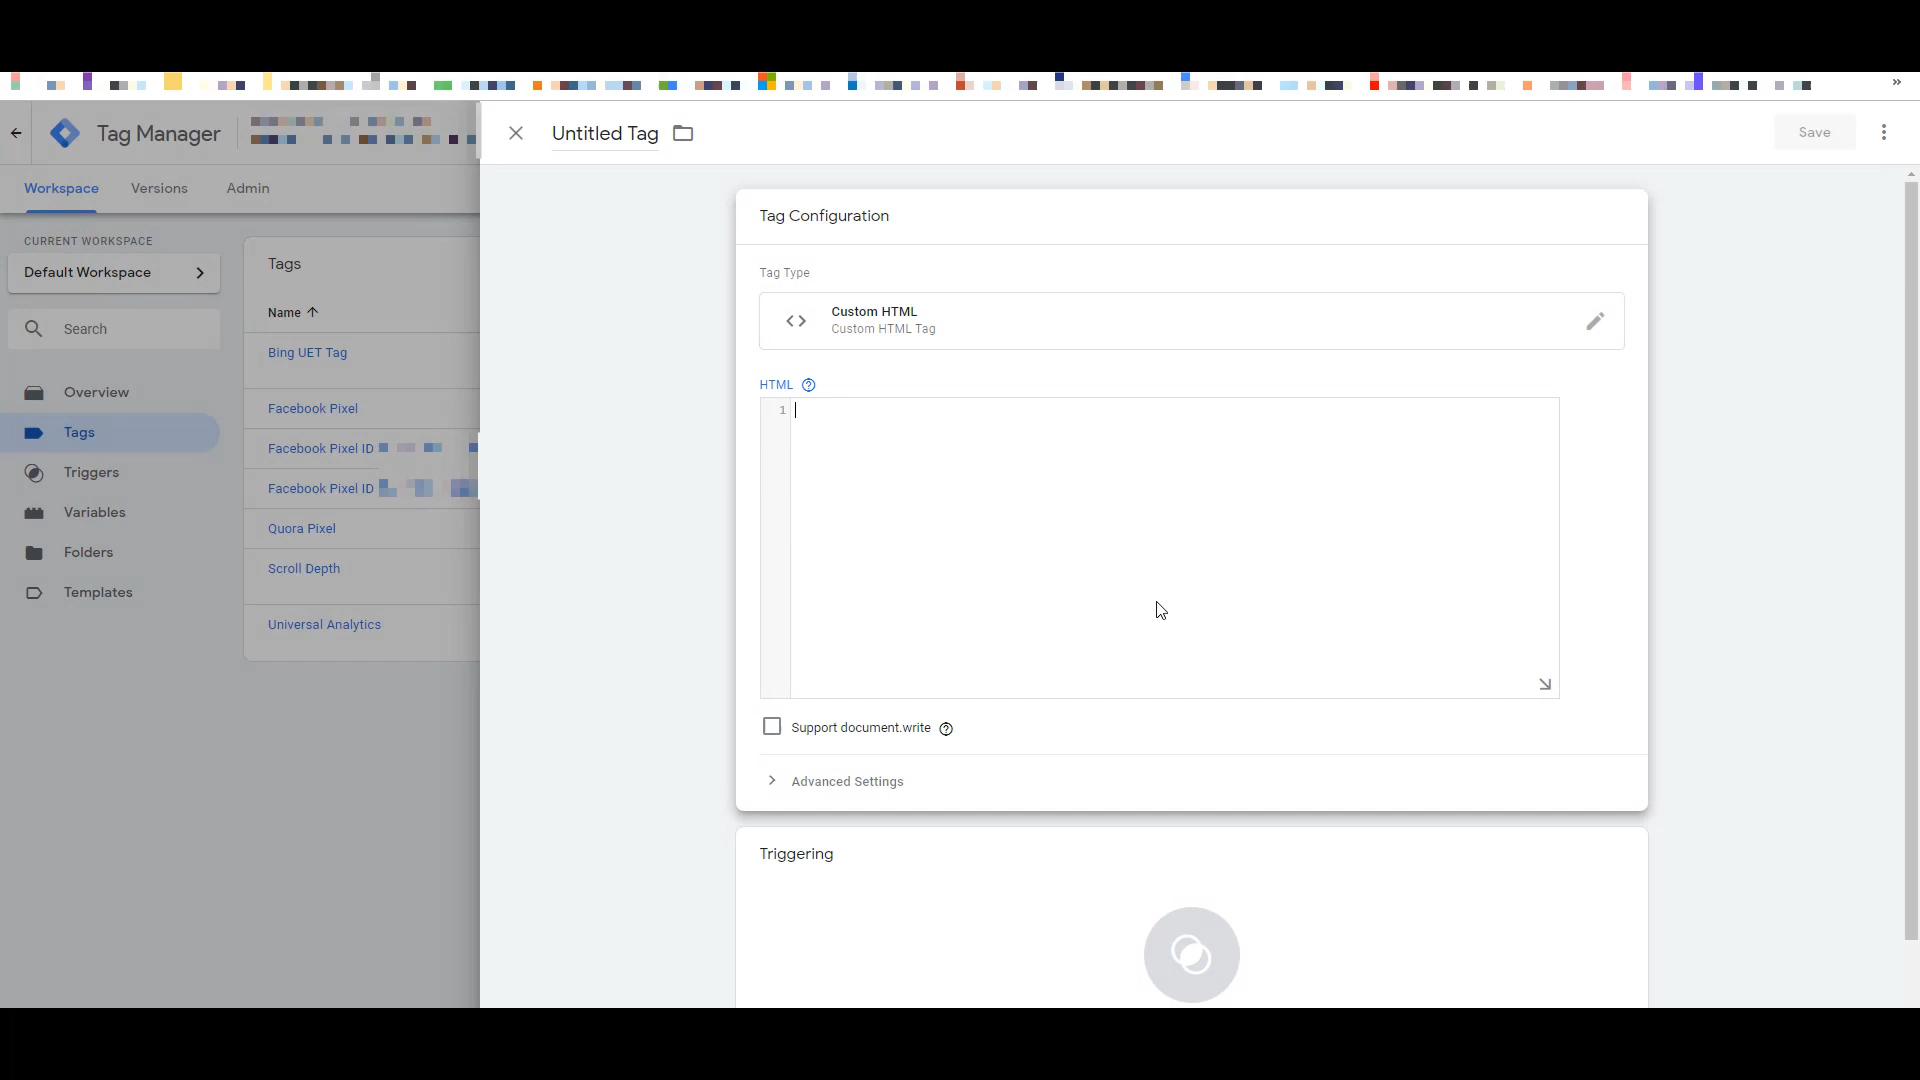 »
Tag Manager
Untitled Tag
Save
Workspace
Versions
Admin
CURRENT WORKSPACE
Default Workspace
Search
Overview
Tags
Triggers
Variables
Folders
Templates
Tags
Name
Bing UET Tag
Facebook Pixel
Facebook Pixel ID
Facebook Pixel ID
Quora Pixel
Scroll Depth
Universal Analytics
Tag Configuration
Tag Type
Custom HTML
Custom HTML Tag
HTML
1
Support document.write
Advanced Settings
Triggering